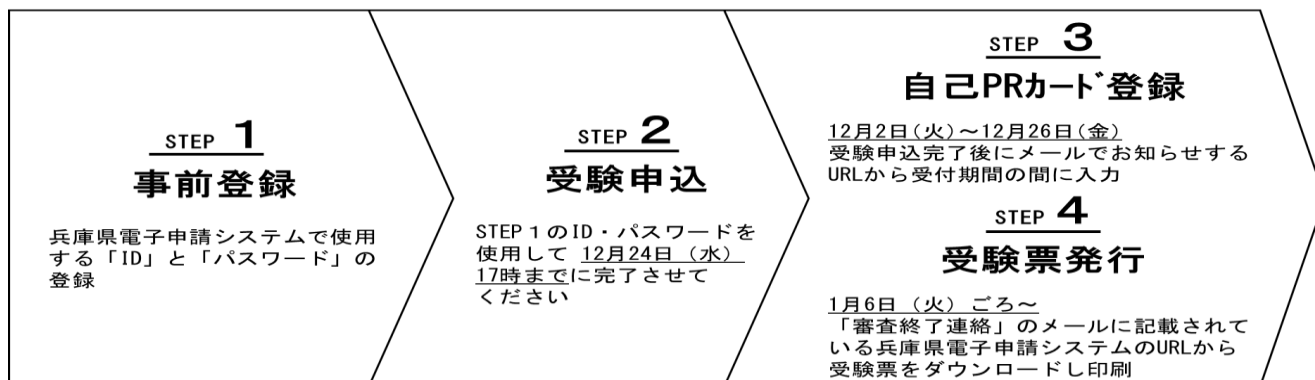 STEP 1
事前登録
兵庫県電子申請システムで使用
する「ID」と「パスワード」の
登録
STEP 2
受験申込
STEP1のID・パスワードを
使用して 12月24日（水）
17時までに完了させて
ください
STEP 3
自己PRカード登録
12月2日(火)～12月26日(金)
受験申込完了後にメールでお知らせする
URLから受付期間の間に入力
STEP 4
受験票発行
1月6日（火）ごろ～
「審査終了連絡」のメールに記載されて
いる兵庫県電子申請システムのURLから
受験票をダウンロードし印刷